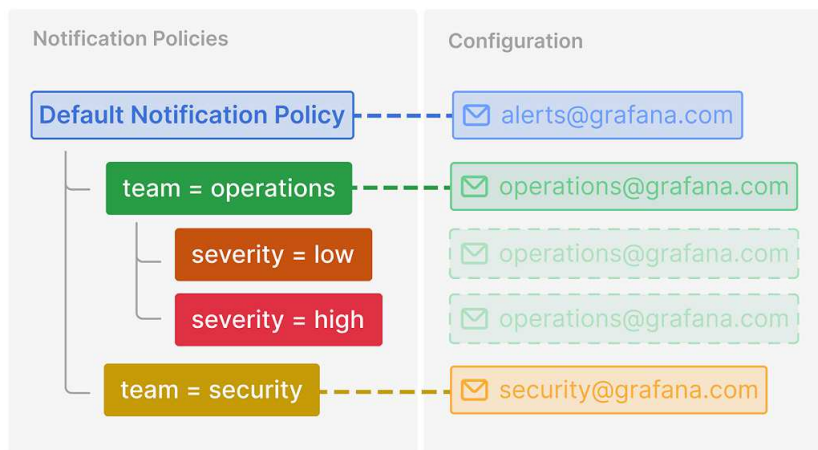 Notification Policies
Configuration
Default Notification Policy
alerts@grafana.com
team = operations
operations@grafana.com
severity = low
operations@grafana.com
severity = high
operations@grafana.com
team = security
security@grafana.com